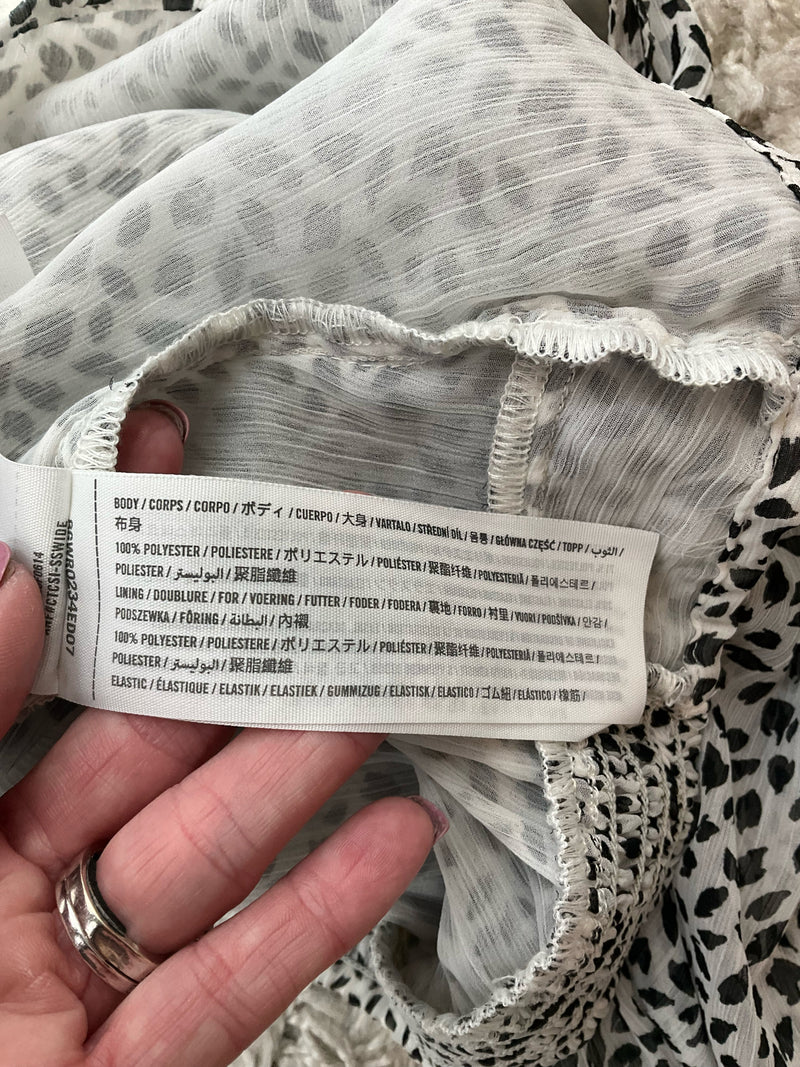 BODY / CORPS / CORPO / ボディ / CUERPO / 大身 / VARTALO / STŘEDNÍ DÍL / 몸통 / GŁÓWNA CZĘŚĆ / TOPP / الثوب /
布身
100% POLYESTER / POLIESTERE / ポリエステル / POLIÉSTER / 聚酯纤维 / POLYESTERIÄ / 폴리에스테르 /
POLIESTER / البوليستر / 聚脂纖維
LINING / DOUBLURE / FOR / VOERING / FUTTER / FODER / FODERA / 裏地 / FORRO / 衬里 / VUORI / PODŠÍVKA / 안감 /
PODSZEWKA / FÔRING / البطانة / 內襯
100% POLYESTER / POLIESTERE / ポリエステル / POLIÉSTER / 聚酯纤维 / POLYESTERIÄ / 폴리에스테르 /
POLIESTER / البوليستر / 聚脂纖維
ELASTIC / ÉLASTIQUE / ELASTIK / ELASTIEK / GUMMIZUG / ELASTISK / ELASTICO / ゴム紐 / ELÁSTICO / 橡筋 /